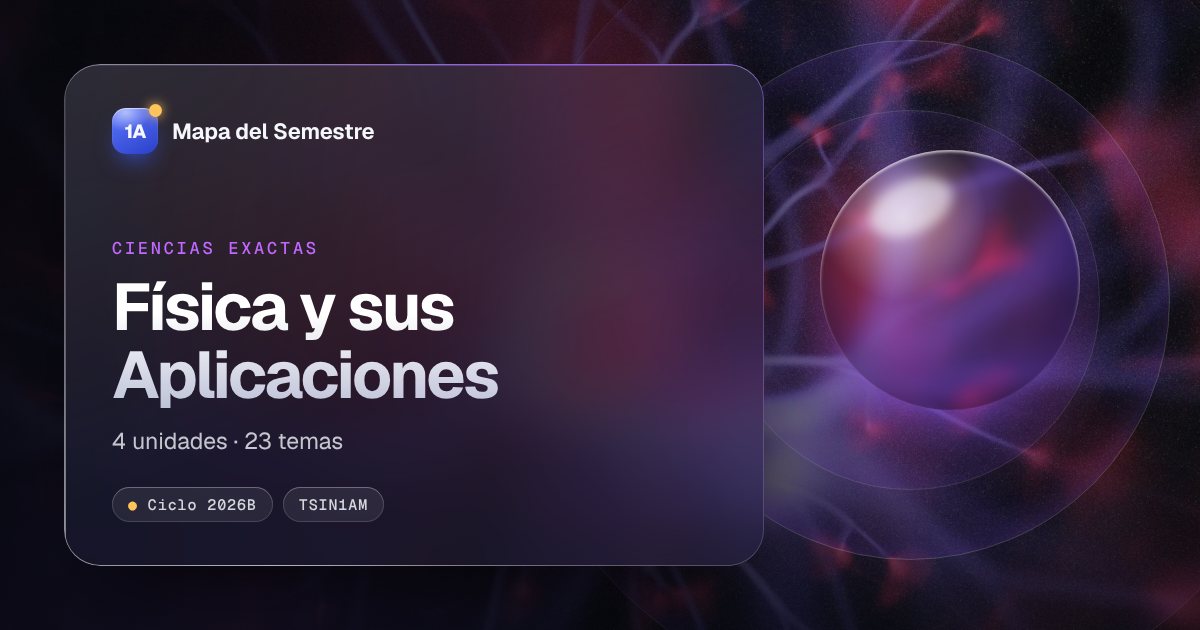 1A
Mapa del Semestre
CIENCIAS EXACTAS
Física y sus
Aplicaciones
4 unidades · 23 temas
Ciclo 2026B
TSIN1AM